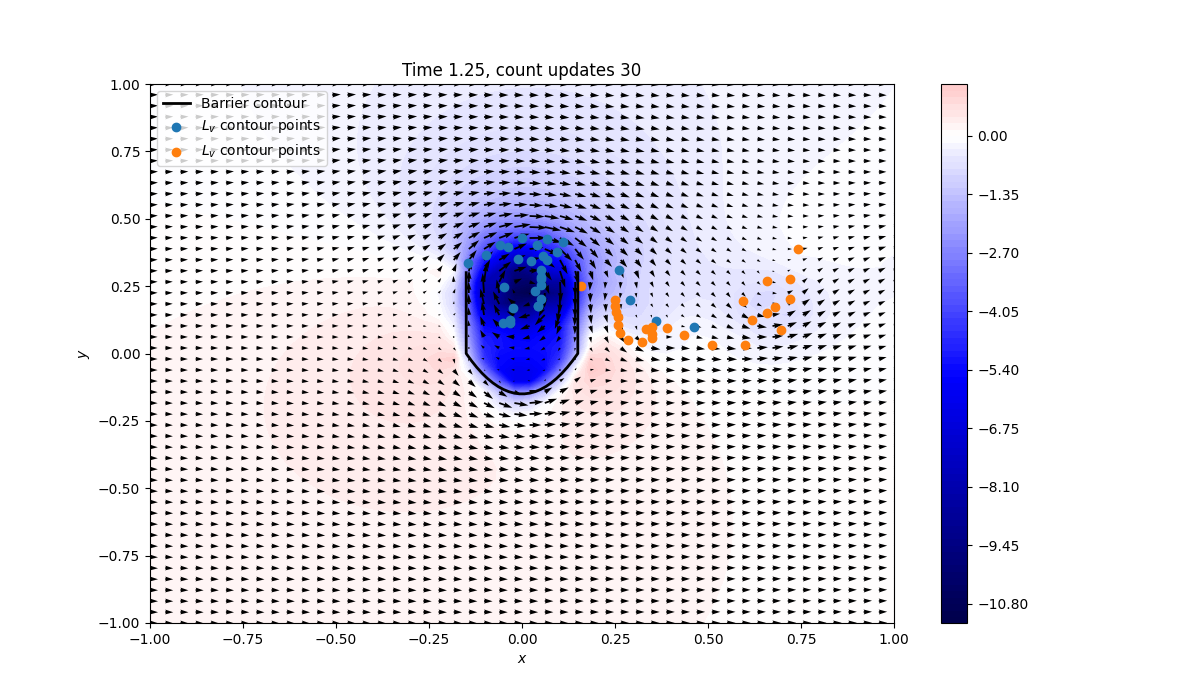 Time 1.25, count updates 30
Barrier contour
L_v contour points
L_v contour points
1.00
0.75
0.50
0.25
0.00
−0.25
−0.50
−0.75
−1.00
y
−1.00 −0.75 −0.50 −0.25 0.00 0.25 0.50 0.75 1.00
x
0.00
−1.35
−2.70
−4.05
−5.40
−6.75
−8.10
−9.45
−10.80